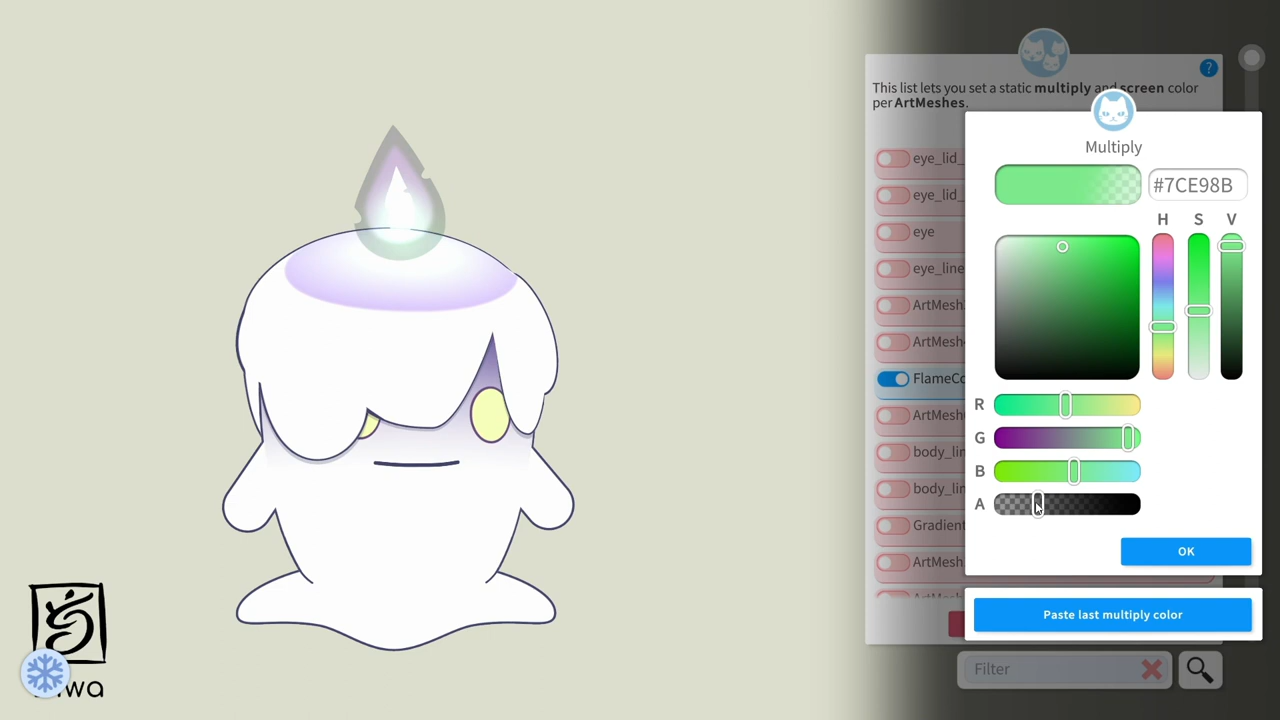 ?
This list lets you set a static multiply and screen color
per ArtMeshes.
Multiply
#7CE98B
H S V
eye_lid_
eye_lid_
eye
eye_line
ArtMesh
ArtMesh
FlameCo
ArtMesh
body_lin
body_lin
Gradient
ArtMesh
R
G
B
A
OK
Paste last multiply color
Filter